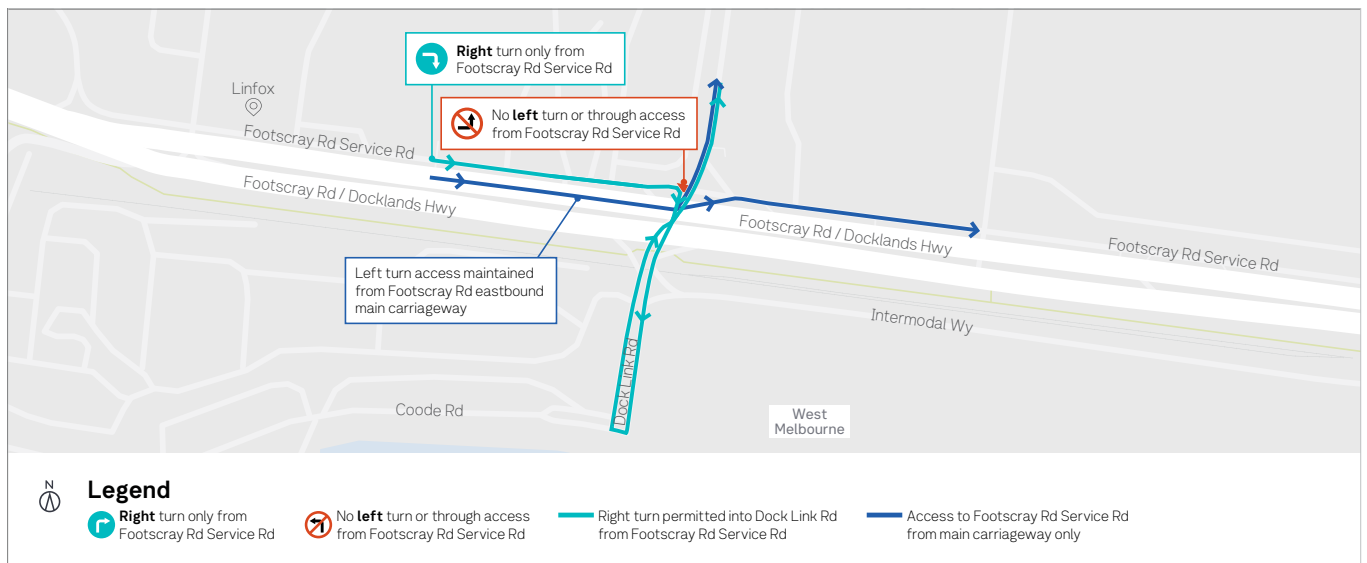 Right turn only from
Footscray Rd Service Rd
Linfox
No left turn or through access
from Footscray Rd Service Rd
Footscray Rd Service Rd
Footscray Rd / Docklands Hwy
Footscray Rd / Docklands Hwy
Footscray Rd Service Rd
Left turn access maintained
from Footscray Rd eastbound
main carriageway
Intermodal Wy
Dock Link Rd
Coode Rd
West
Melbourne
N
Legend
Right turn only from
Footscray Rd Service Rd
No left turn or through access
from Footscray Rd Service Rd
Right turn permitted into Dock Link Rd
from Footscray Rd Service Rd
Access to Footscray Rd Service Rd
from main carriageway only